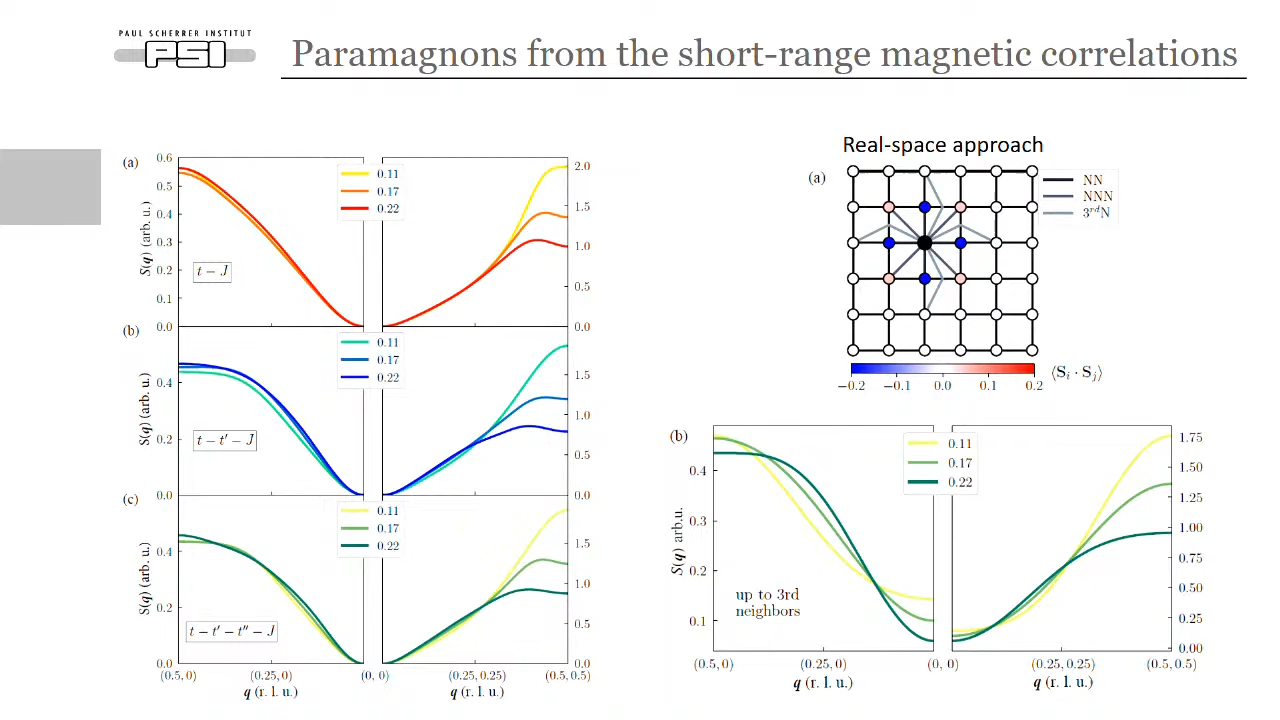 PAUL SCHERRER INSTITUT
PSI
Paramagnons from the short-range magnetic correlations
(a)
S(q) (arb. u.)
0.6
0.5
0.4
0.3
0.2
0.1
0.0
t − J
0.11
0.17
0.22
2.0
1.5
1.0
0.5
0.0
(b)
S(q) (arb. u.)
0.4
0.2
0.0
t − t′ − J
0.11
0.17
0.22
1.5
1.0
0.5
0.0
(c)
S(q) (arb. u.)
0.4
0.2
0.0
t − t′ − t″ − J
0.11
0.17
0.22
1.5
1.0
0.5
0.0
(0.5, 0) (0.25, 0) (0, 0) (0.25, 0.25) (0.5, 0.5)
q (r. l. u.) q (r. l. u.)
Real-space approach
(a)
NN
NNN
3rdN
−0.2 −0.1 0.0 0.1 0.2
⟨Si · Sj⟩
(b)
S(q) arb.u.
0.4
0.3
0.2
0.1
up to 3rd
neighbors
0.11
0.17
0.22
1.75
1.50
1.25
1.00
0.75
0.50
0.25
0.00
(0.5, 0) (0.25, 0) (0, 0) (0.25, 0.25) (0.5, 0.5)
q (r. l. u.) q (r. l. u.)